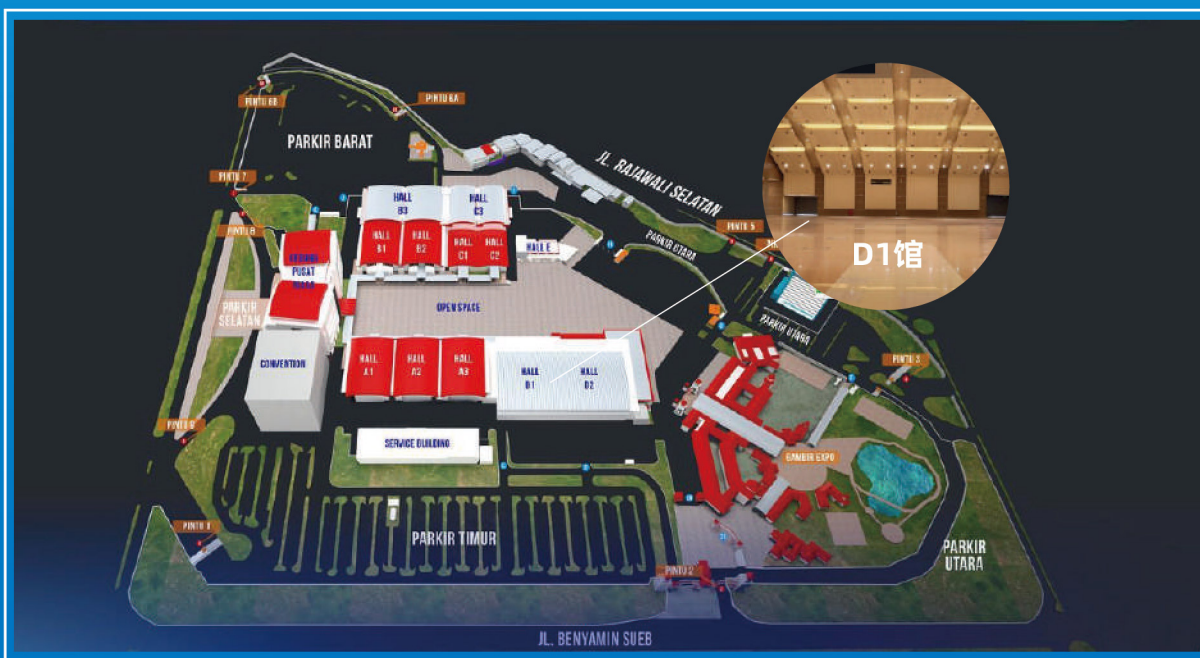 PINTU 6B
PINTU 6A
PARKIR BARAT
JL. RAJAWALI SELATAN
PINTU 7
HALL
B3
HALL
C3
PINTU 5
PINTU 8
HALL
B1
HALL
B2
HALL
C1
HALL
C2
HALL E
PARKIR UTARA
D1馆
PUSAT
PARKIR
SELATAN
OPEN SPACE
PARKIR UTARA
CONVENTION
HALL
A1
HALL
A2
HALL
A3
HALL
D1
HALL
D2
PINTU 3
PINTU 9
SERVICE BUILDING
GAMBIR EXPO
PINTU 1
PARKIR TIMUR
PARKIR
UTARA
PINTU 2
JL. BENYAMIN SUEB